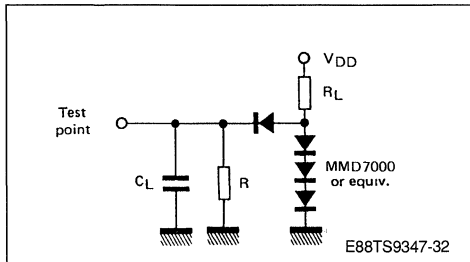 VDD
RL
Test
point
MMD7000
or equiv.
CL
R
E88TS9347-32